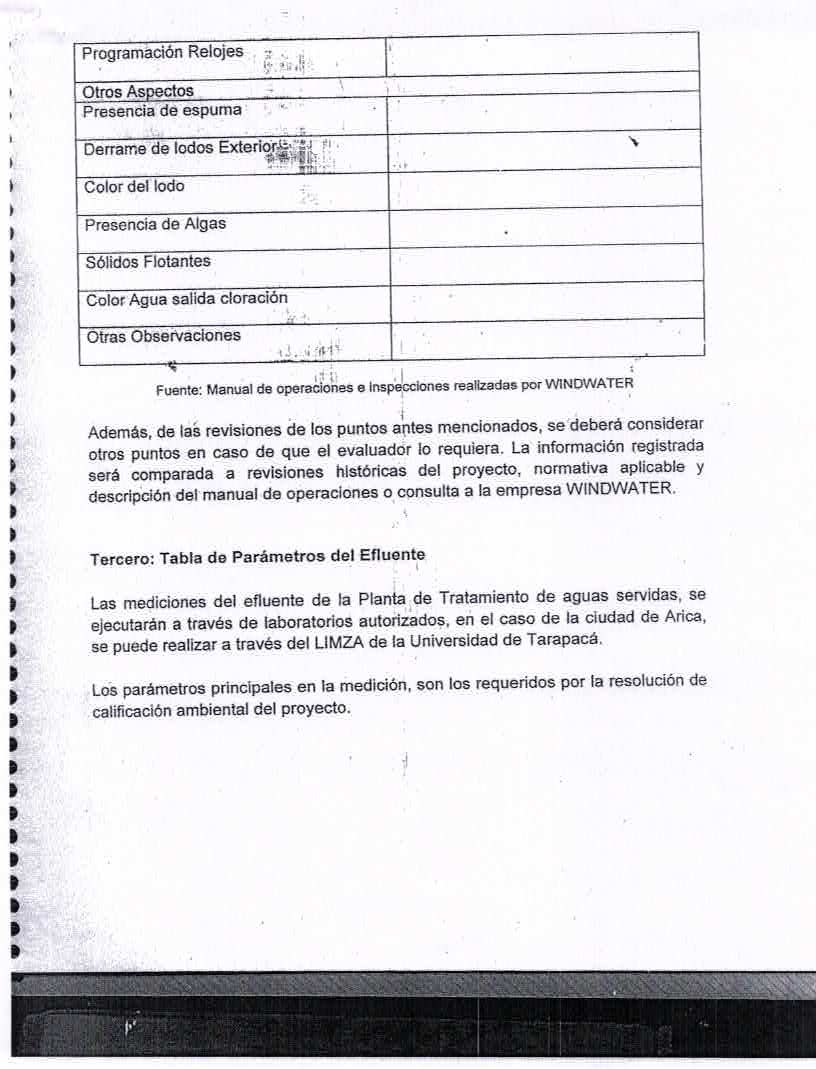 Programación Relojes
Otros Aspectos
Presencia de espuma
Derrame de lodos Exterior
Color del lodo
Presencia de Algas
Sólidos Flotantes
Color Agua salida cloración
Otras Observaciones
Fuente: Manual de operaciones e inspecciones realizadas por WINDWATER
Además, de las revisiones de los puntos antes mencionados, se deberá considerar
otros puntos en caso de que el evaluador lo requiera. La información registrada
será comparada a revisiones históricas del proyecto, normativa aplicable y
descripción del manual de operaciones o consulta a la empresa WINDWATER.
Tercero: Tabla de Parámetros del Efluente
Las mediciones del efluente de la Planta de Tratamiento de aguas servidas, se
ejecutarán a través de laboratorios autorizados, en el caso de la ciudad de Arica,
se puede realizar a través del LIMZA de la Universidad de Tarapacá.
Los parámetros principales en la medición, son los requeridos por la resolución de
calificación ambiental del proyecto.